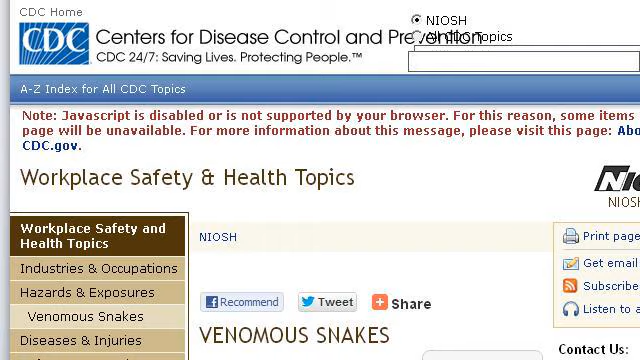 CDC Home
CDC Centers for Disease Control and Prevention
CDC 24/7: Saving Lives. Protecting People.™
NIOSH
All CDC Topics
A-Z Index for All CDC Topics
Note: Javascript is disabled or is not supported by your browser. For this reason, some items
page will be unavailable. For more information about this message, please visit this page: Abo
CDC.gov.
Workplace Safety & Health Topics
NIOSH
Workplace Safety and
Health Topics
Industries & Occupations
Hazards & Exposures
Venomous Snakes
Diseases & Injuries
NIOSH
Recommend Tweet Share
VENOMOUS SNAKES
Print page
Get email
Subscribe
Listen to a
Contact Us: